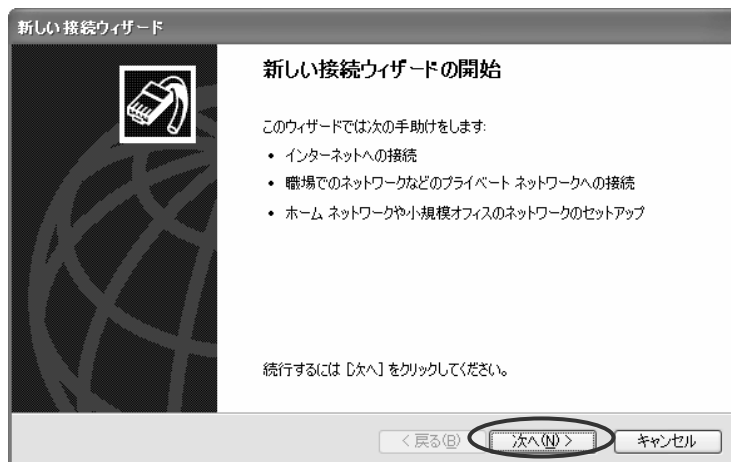 新しい接続ウィザード
新しい接続ウィザードの開始
このウィザードでは次の手助けをします:
• インターネットへの接続
• 職場でのネットワークなどのプライベート ネットワークへの接続
• ホーム ネットワークや小規模オフィスのネットワークのセットアップ
続行するには [次へ] をクリックしてください。
< 戻る(B)
次へ(N) >
キャンセル